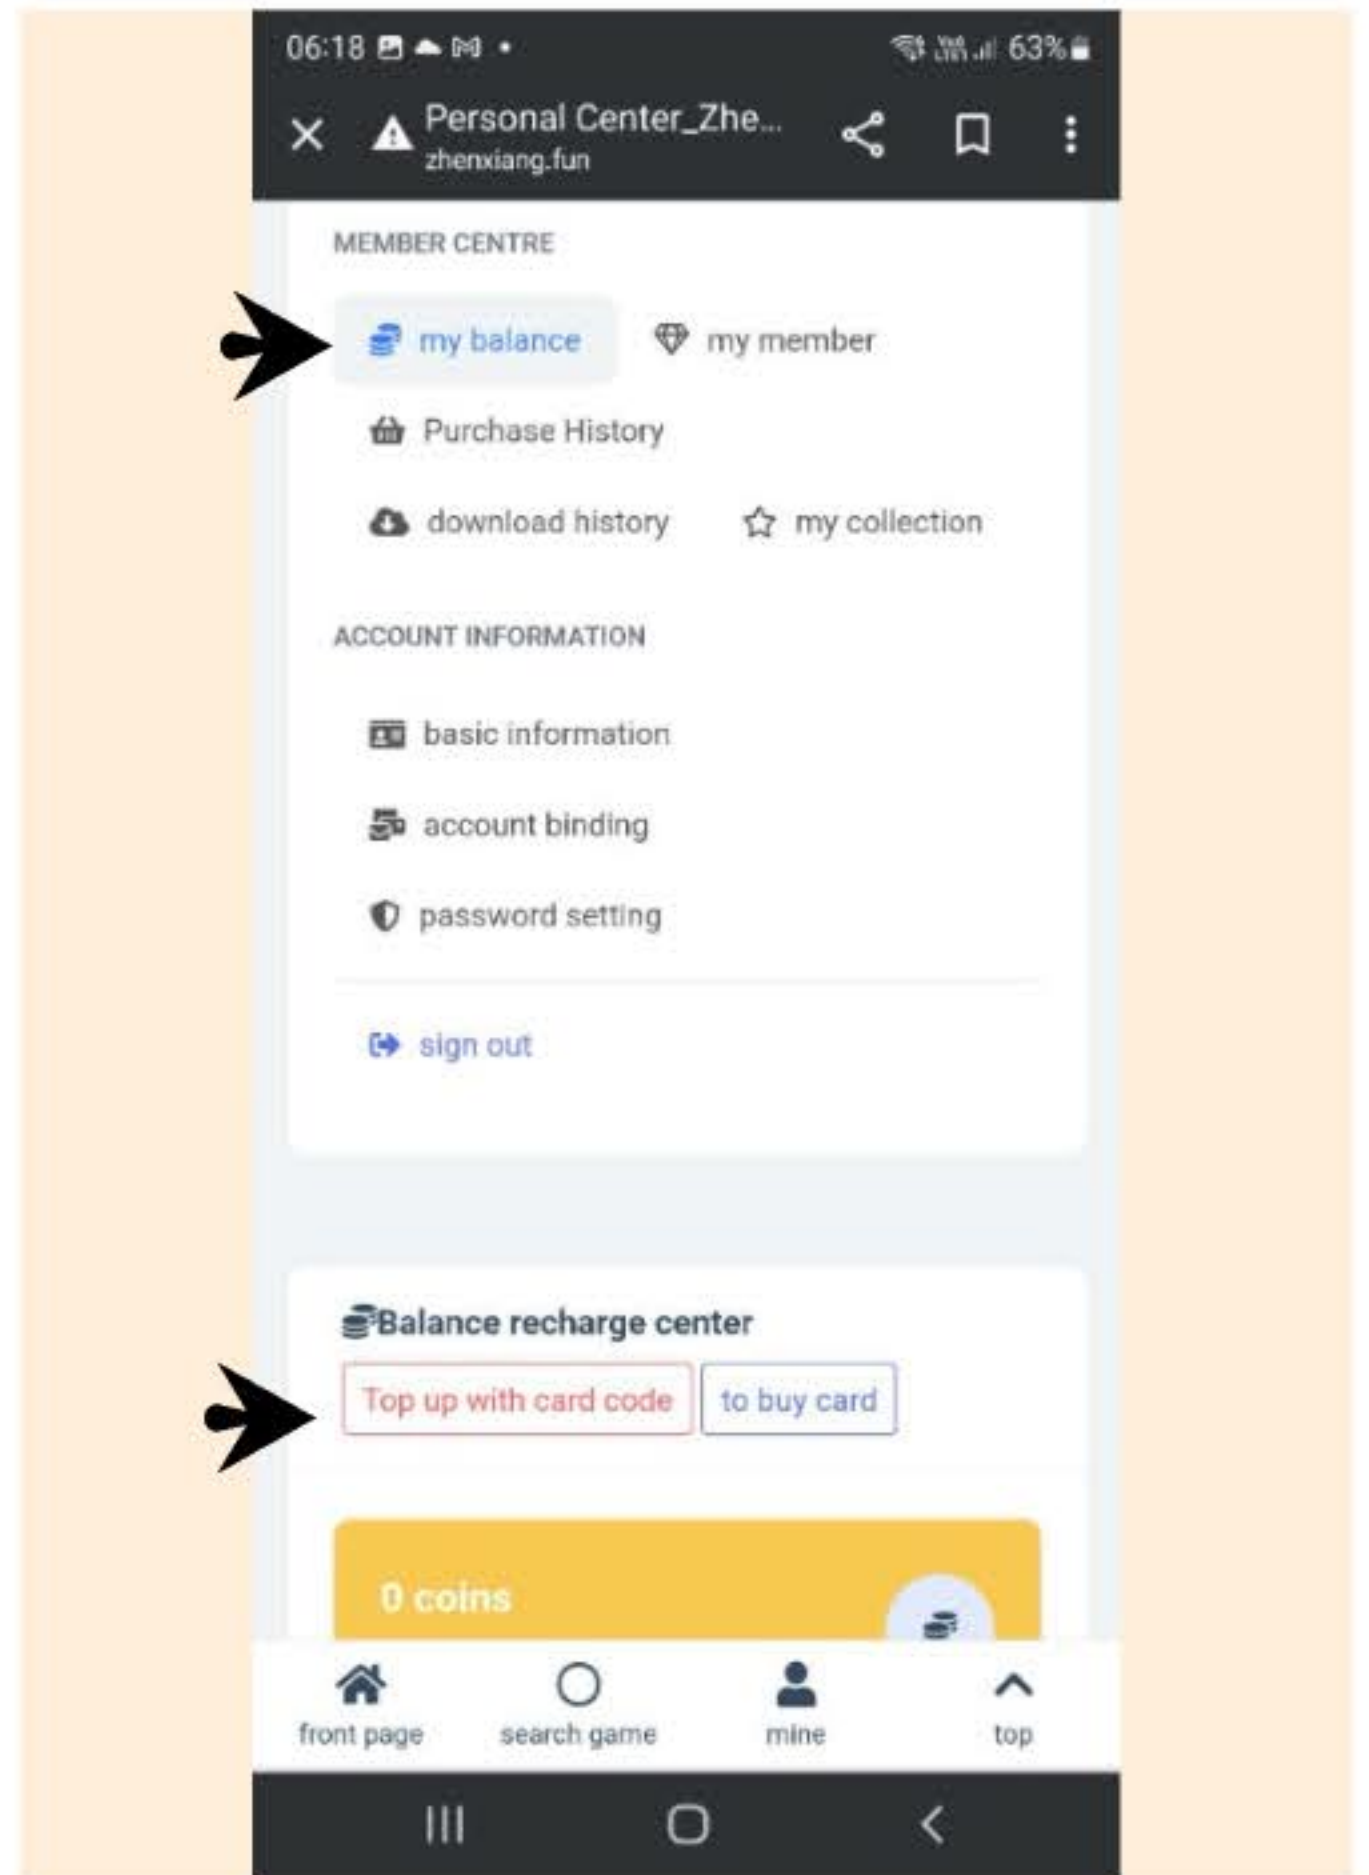 06:18
63%
Personal Center_Zhe...
zhenxiang.fun
MEMBER CENTRE
my balance
my member
Purchase History
download history
my collection
ACCOUNT INFORMATION
basic information
account binding
password setting
sign out
Balance recharge center
Top up with card code
to buy card
0 coins
front page
search game
mine
top